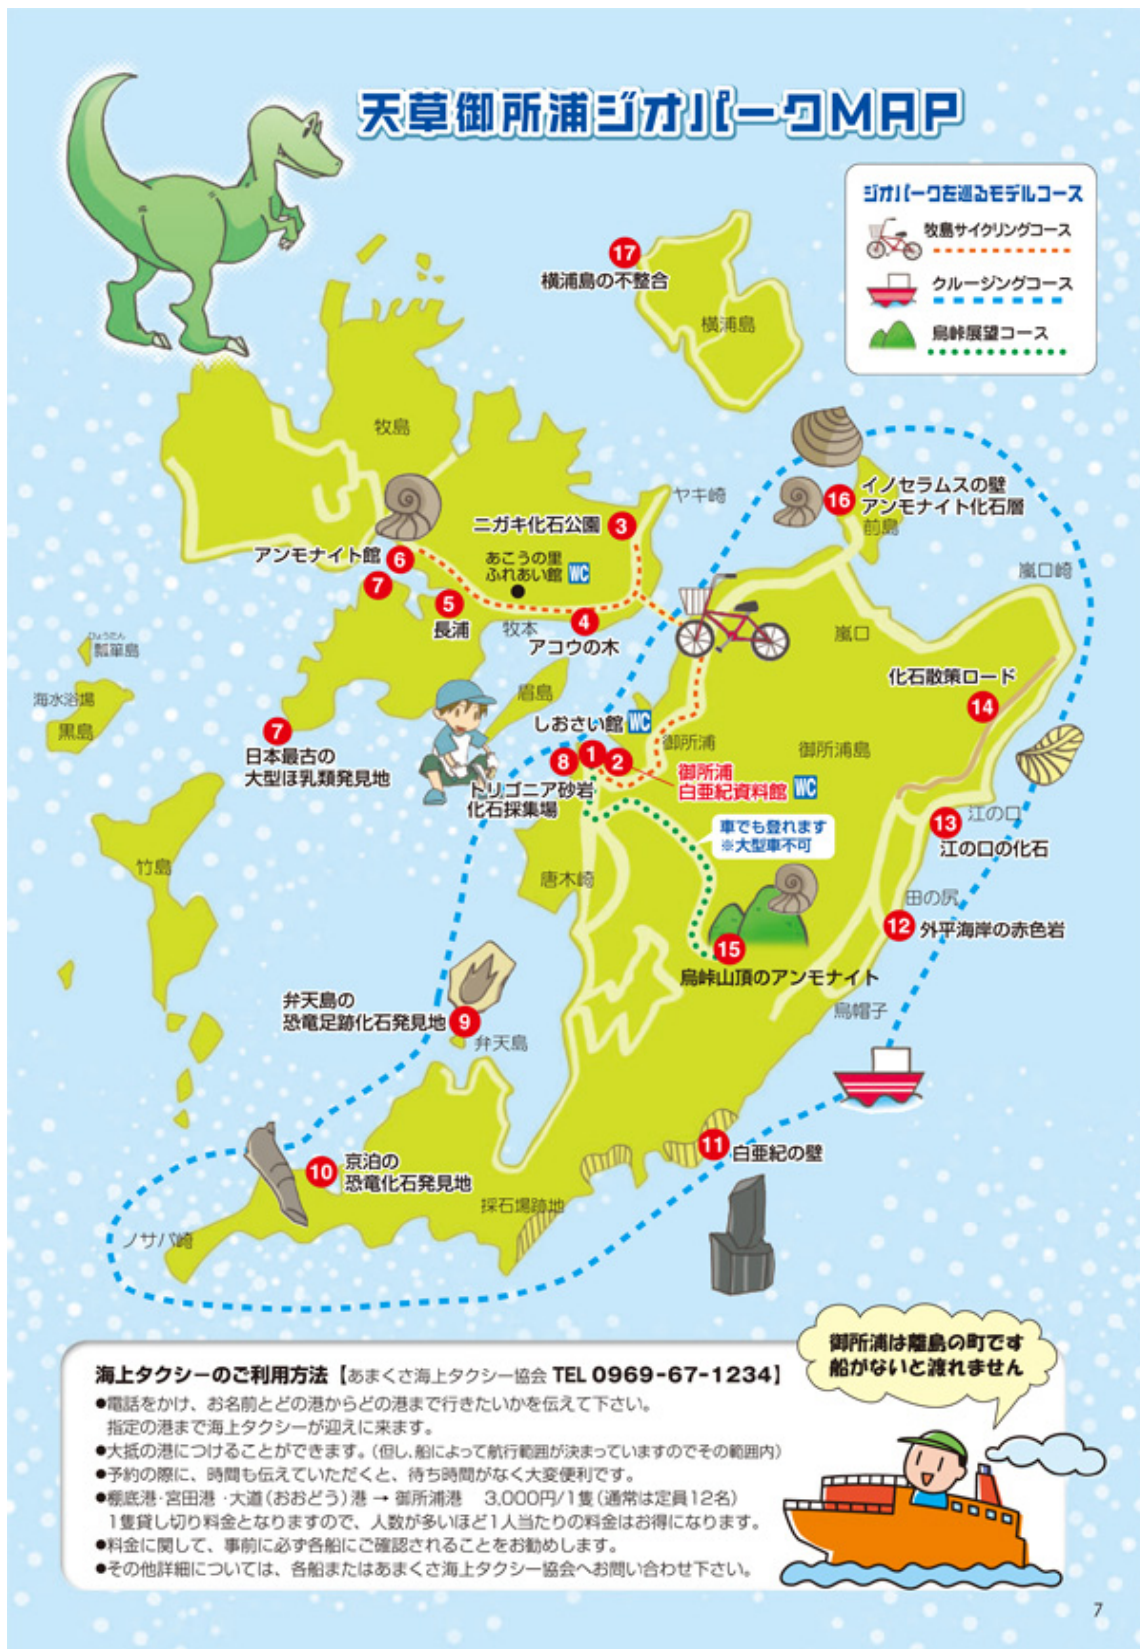 天草御所浦ジオパークMAP
ジオパークを巡るモデルコース
牧島サイクリングコース
クルージングコース
烏峠展望コース
17
横浦島の不整合
横浦島
牧島
イノセラムスの壁
16
アンモナイト化石層
前島
ヤキ崎
ニガキ化石公園
3
嵐口崎
アンモナイト館
6
あこうの里
ふれあい館 WC
7
5
長浦
牧本
4
アコウの木
嵐口
ひょうたん
瓢箪島
化石散策ロード
14
海水浴場
黒島
眉島
7
日本最古の
大型ほ乳類発見地
しおさい館 WC
8
1
2
御所浦
御所浦島
トリゴニア砂岩
化石採集場
御所浦
白亜紀資料館 WC
江の口
13
江の口の化石
車でも登れます
※大型車不可
竹島
唐木崎
田の尻
12
外平海岸の赤色岩
15
烏峠山頂のアンモナイト
弁天島の
恐竜足跡化石発見地
9
弁天島
烏帽子
10
京泊の
恐竜化石発見地
11
白亜紀の壁
採石場跡地
ノサバ崎
御所浦は離島の町です
船がないと渡れません
海上タクシーのご利用方法【あまくさ海上タクシー協会 TEL 0969-67-1234】
●電話をかけ、お名前とどの港からどの港まで行きたいかを伝えて下さい。
指定の港まで海上タクシーが迎えに来ます。
●大抵の港につけることができます。(但し、船によって航行範囲が決まっていますのでその範囲内)
●予約の際に、時間も伝えていただくと、待ち時間がなく大変便利です。
●棚底港・宮田港・大道(おおどう)港 → 御所浦港 3,000円/1隻(通常は定員12名)
1隻貸し切り料金となりますので、人数が多いほど1人当たりの料金はお得になります。
●料金に関して、事前に必ず各船にご確認されることをお勧めします。
●その他詳細については、各船またはあまくさ海上タクシー協会へお問い合わせ下さい。
7